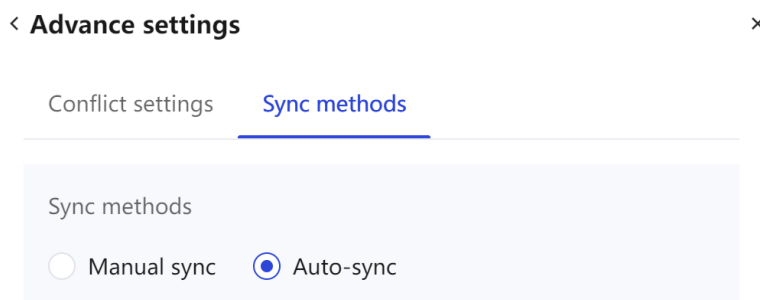 Advance settings
Conflict settings Sync methods
Sync methods
Manual sync Auto-sync